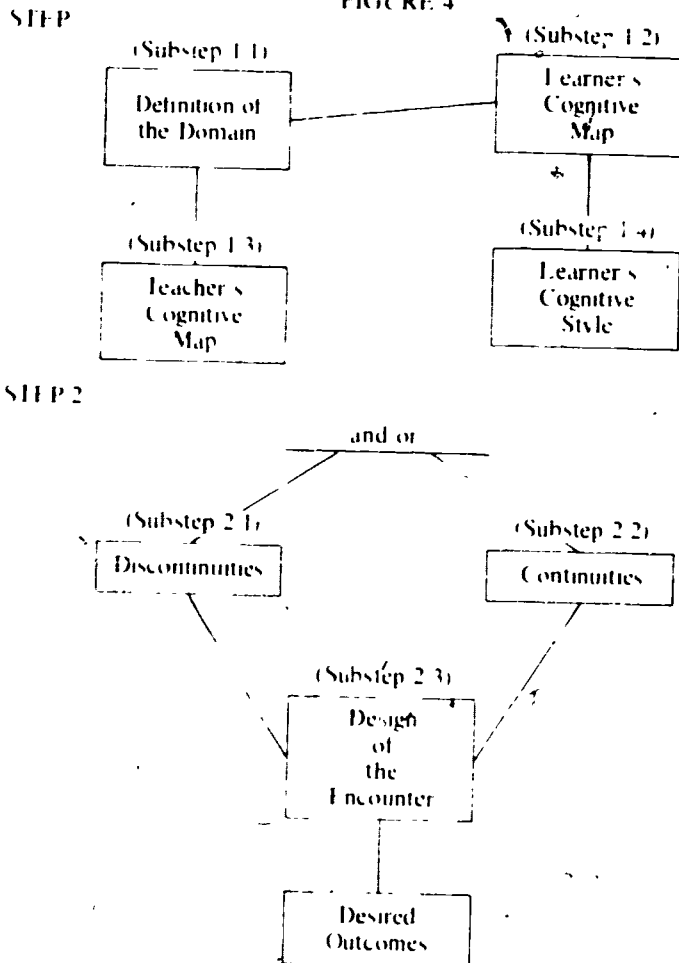 FIGURE 4
STEP
(Substep 1.1)
(Substep 1.2)
Definition of
the Domain
Learner's
Cognitive
Map
(Substep 1.3)
(Substep 1.4)
Teacher's
Cognitive
Map
Learner's
Cognitive
Style
STEP 2
and or
(Substep 2.1)
(Substep 2.2)
Discontinuities
Continuities
(Substep 2.3)
Design
of
the
Encounter
Desired
Outcomes